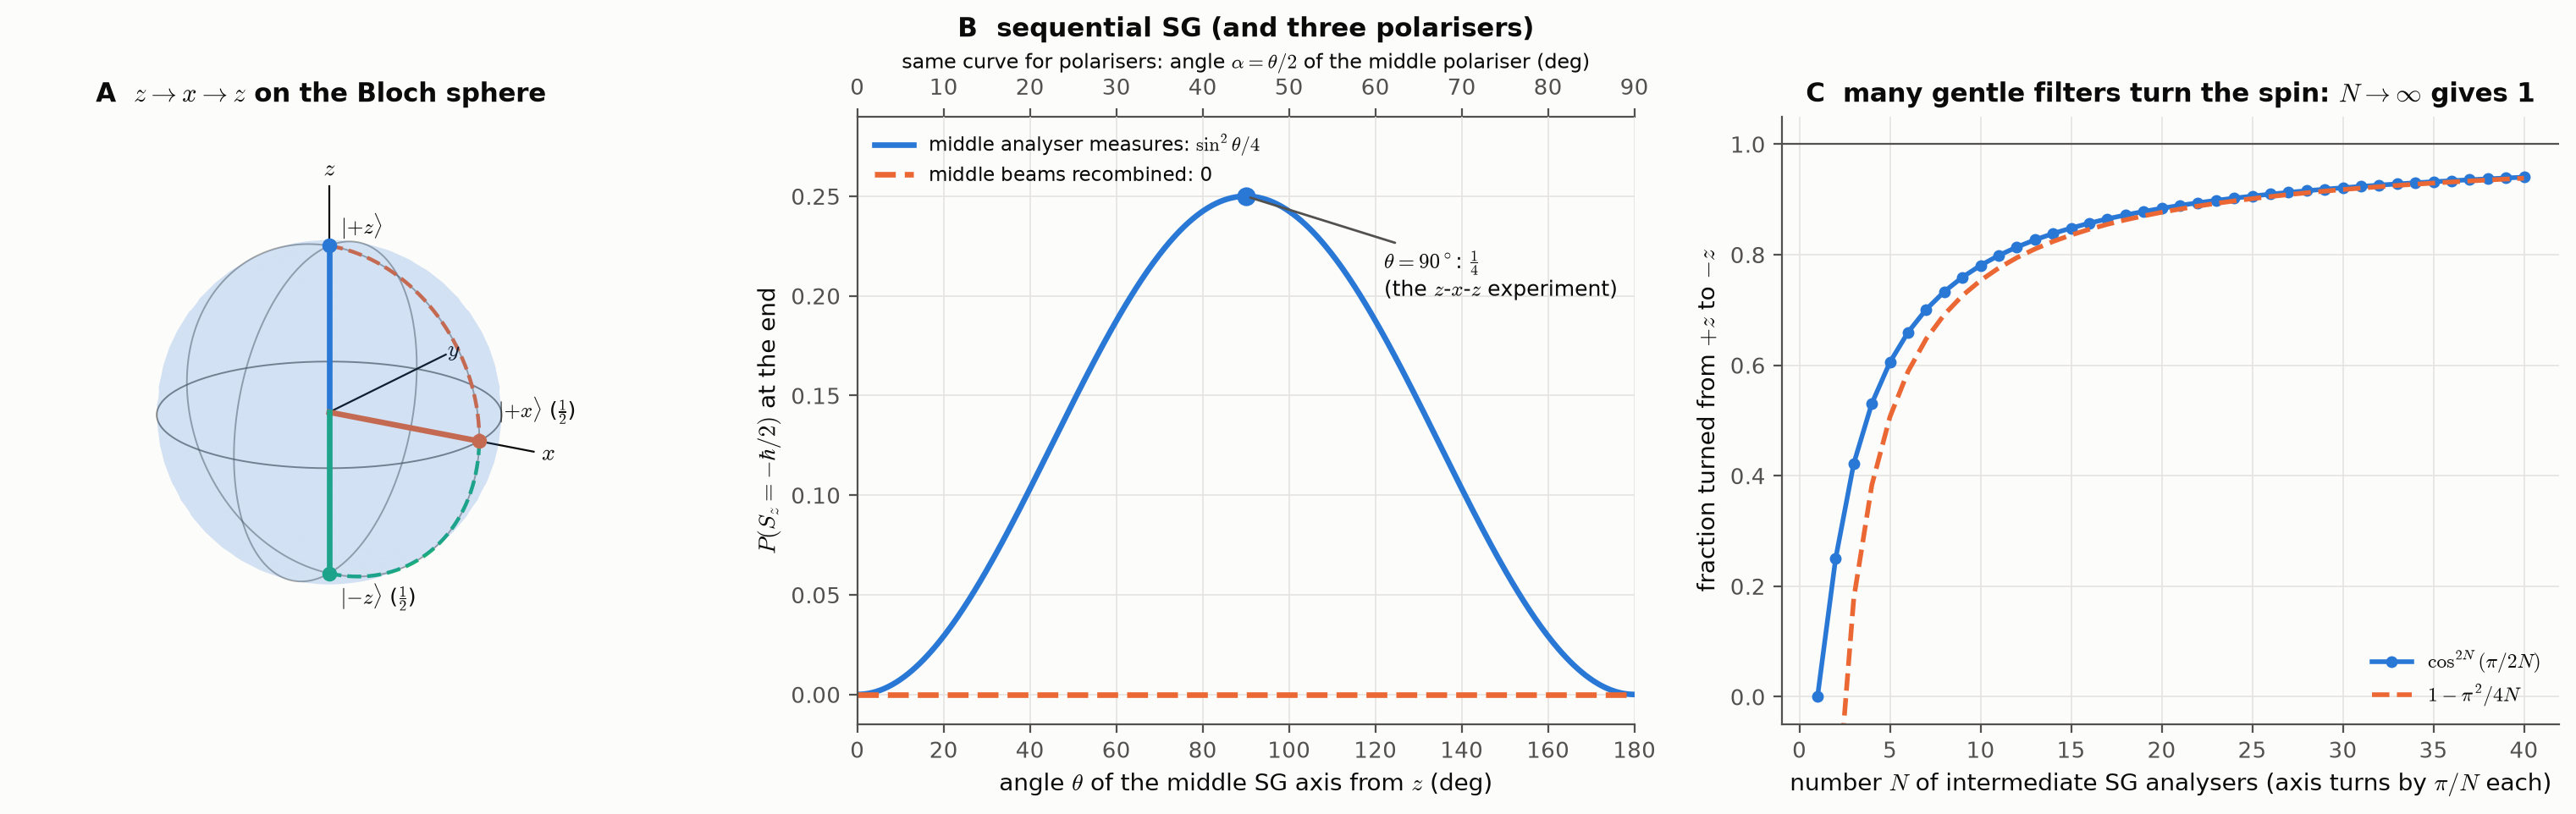 A z → x → z on the Bloch sphere
z
|+z⟩
y
|+x⟩ (1/2)
x
|−z⟩ (1/2)
B sequential SG (and three polarisers)
same curve for polarisers: angle α = θ/2 of the middle polariser (deg)
0 10 20 30 40 50 60 70 80 90
middle analyser measures: sin² θ/4
middle beams recombined: 0
θ = 90°: 1/4
(the z-x-z experiment)
P(S_z = −ℏ/2) at the end
0.25
0.20
0.15
0.10
0.05
0.00
0 20 40 60 80 100 120 140 160 180
angle θ of the middle SG axis from z (deg)
C many gentle filters turn the spin: N → ∞ gives 1
fraction turned from +z to −z
1.0
0.8
0.6
0.4
0.2
0.0
cos^{2N}(π/2N)
1 − π²/4N
0 5 10 15 20 25 30 35 40
number N of intermediate SG analysers (axis turns by π/N each)